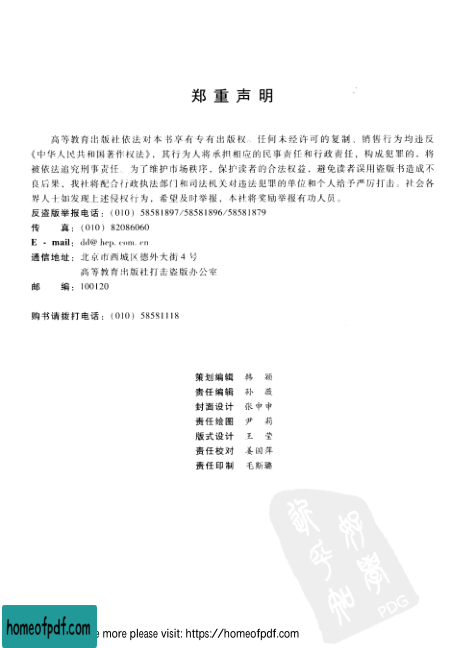 郑重声明
高等教育出版社依法对本书享有专有出版权。任何未经许可的复制、销售行为均违反
《中华人民共和国著作权法》，其行为人将承担相应的民事责任和行政责任，构成犯罪的，将
被依法追究刑事责任。为了维护市场秩序，保护读者的合法权益，避免读者误用盗版书造成不
良后果，我社将配合行政执法部门和司法机关对违法犯罪的单位和个人给予严厉打击。社会各
界人士如发现上述侵权行为，希望及时举报，本社将奖励举报有功人员。
反盗版举报电话：(010) 58581897/58581896/58581879
传 真：(010) 82086060
E - mail：dd@hep.com.cn
通信地址：北京市西城区德外大街4号
高等教育出版社打击盗版办公室
邮 编：100120
购书请拨打电话：(010) 58581118
策划编辑 韩 颖
责任编辑 孙 薇
封面设计 张申申
责任绘图 尹 莉
版式设计 王 莹
责任校对 姜国萍
责任印制 毛斯璐
PDG
homeofpdf.com
e more please visit: https://homeofpdf.com